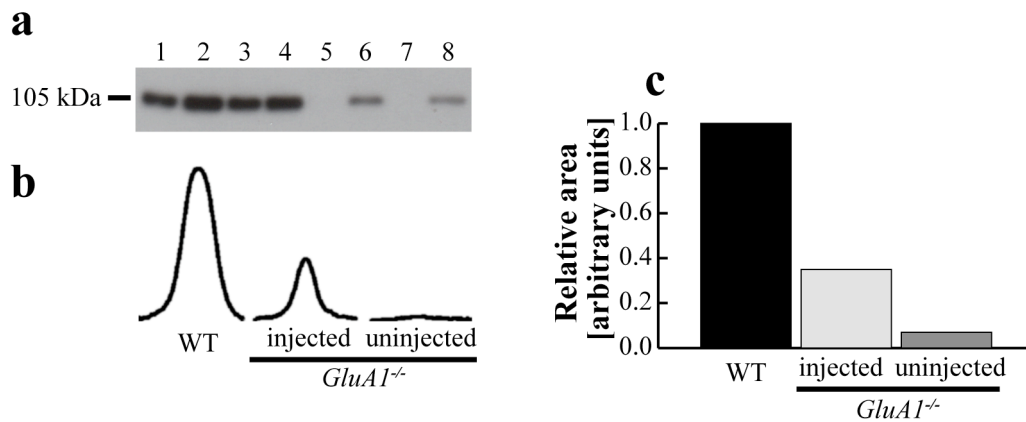 a
1 2 3 4 5 6 7 8
105 kDa
b
WT
injected uninjected
GluA1-/-
c
Relative area
[arbitrary units]
1.0
0.8
0.6
0.4
0.2
0.0
WT
injected uninjected
GluA1-/-